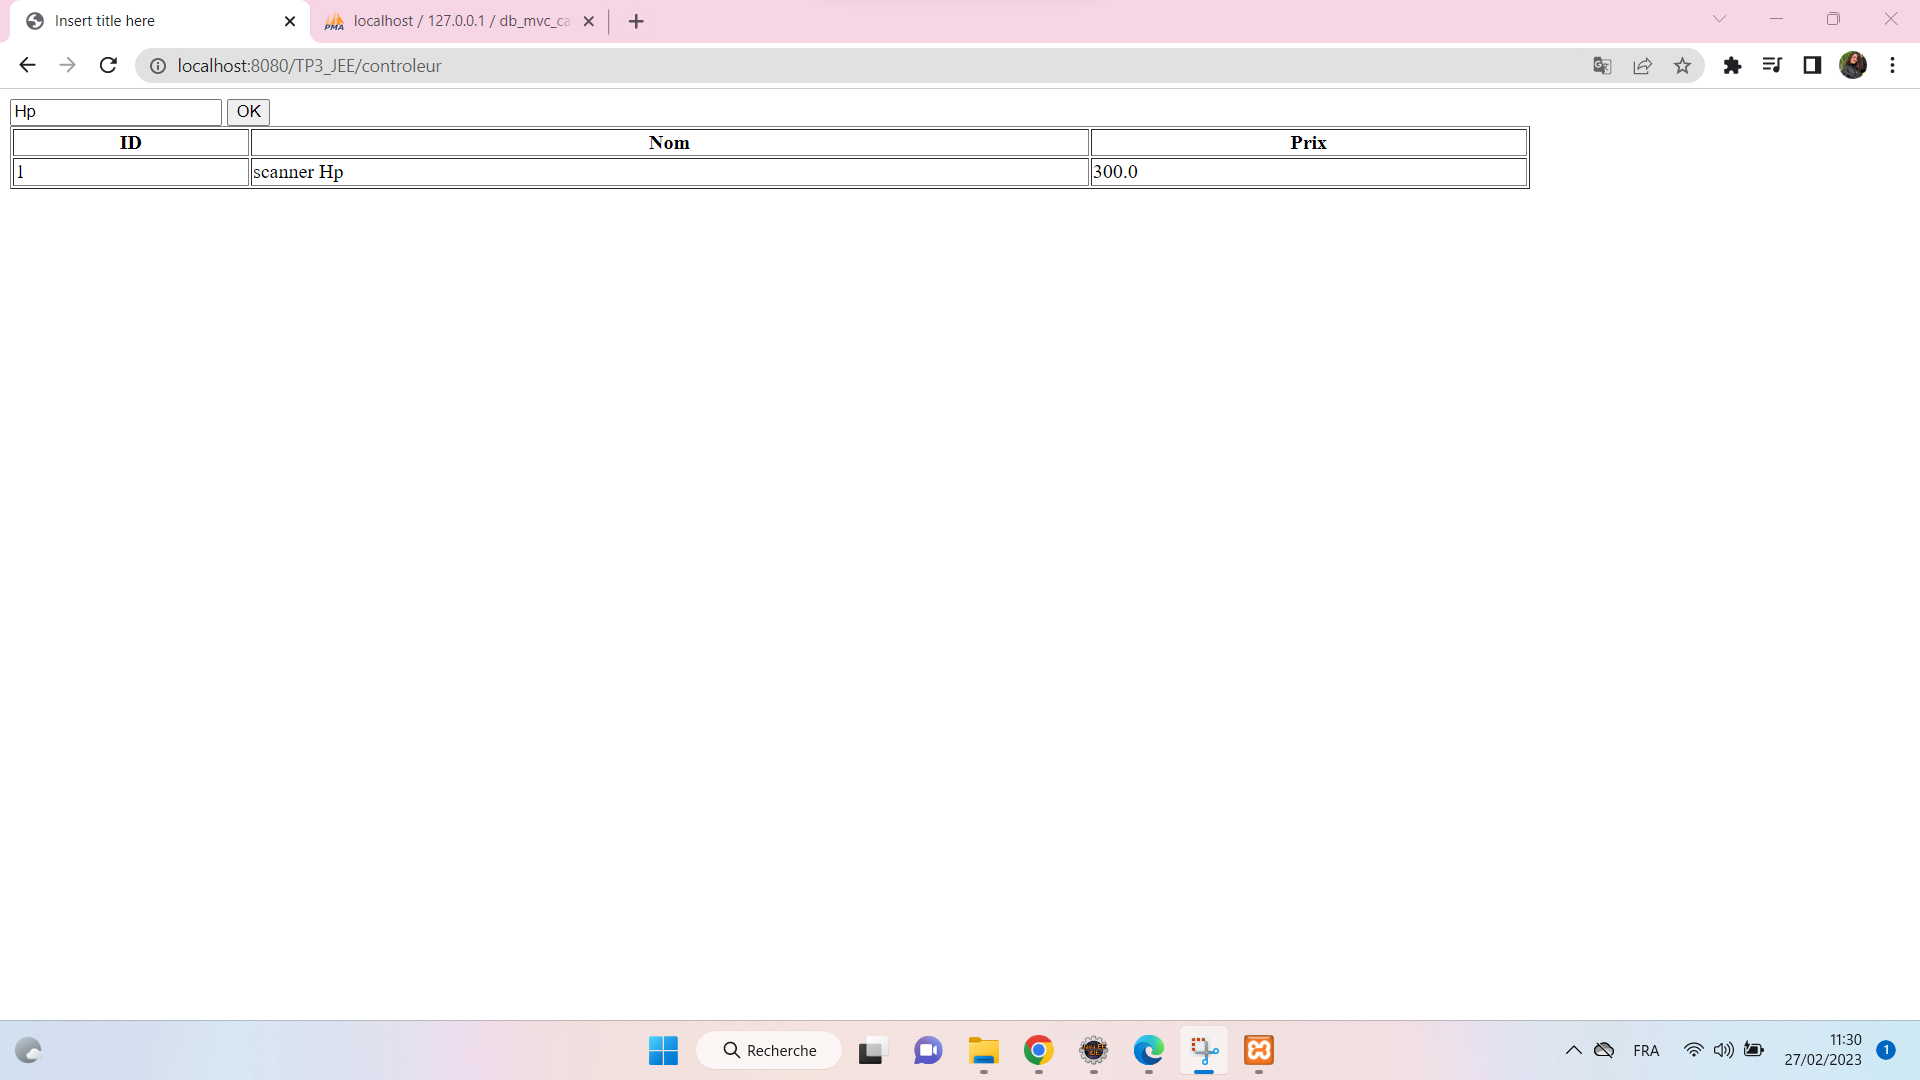 Insert title here
localhost / 127.0.0.1 / db_mvc_ca
localhost:8080/TP3_JEE/controleur
Hp OK
ID Nom Prix
1 scanner Hp 300.0
Recherche
FRA
11:30
27/02/2023
1